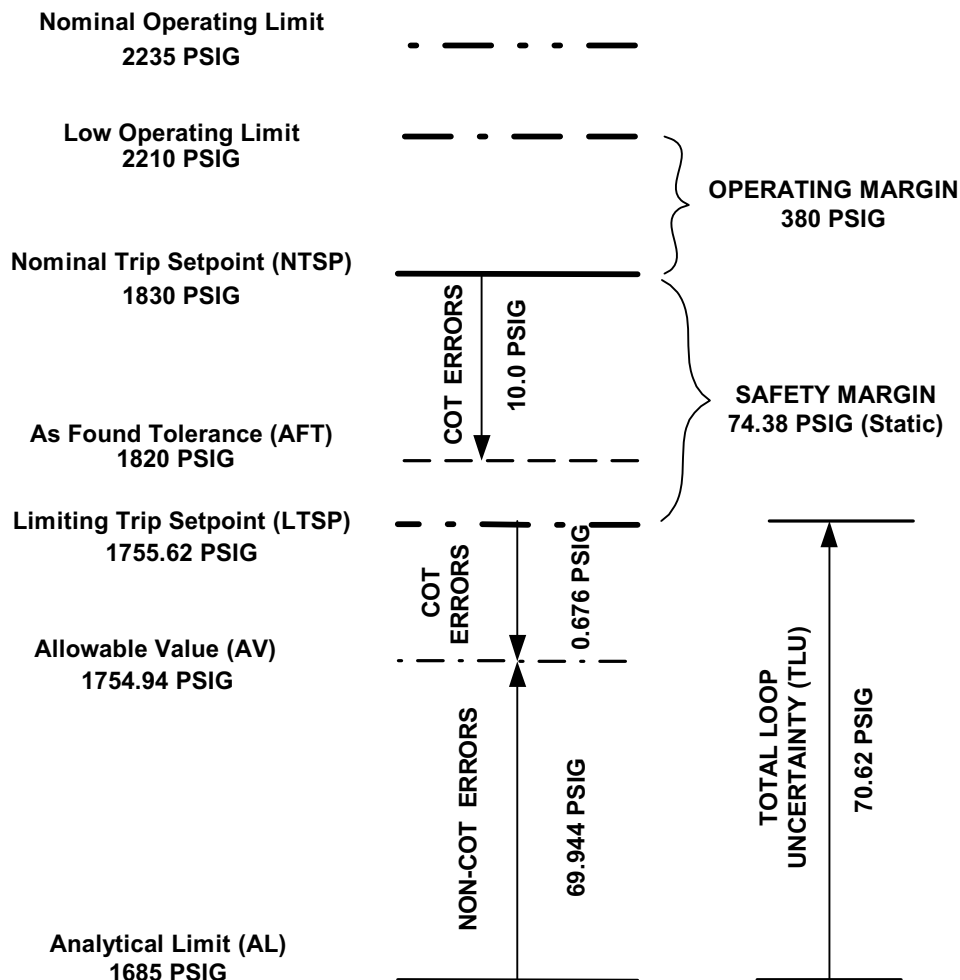 Nominal Operating Limit
2235 PSIG
Low Operating Limit
2210 PSIG
OPERATING MARGIN
380 PSIG
Nominal Trip Setpoint (NTSP)
1830 PSIG
COT ERRORS
10.0 PSIG
SAFETY MARGIN
74.38 PSIG (Static)
As Found Tolerance (AFT)
1820 PSIG
Limiting Trip Setpoint (LTSP)
1755.62 PSIG
COT
ERRORS
0.676 PSIG
Allowable Value (AV)
1754.94 PSIG
NON-COT ERRORS
69.944 PSIG
TOTAL LOOP
UNCERTAINTY (TLU)
70.62 PSIG
Analytical Limit (AL)
1685 PSIG